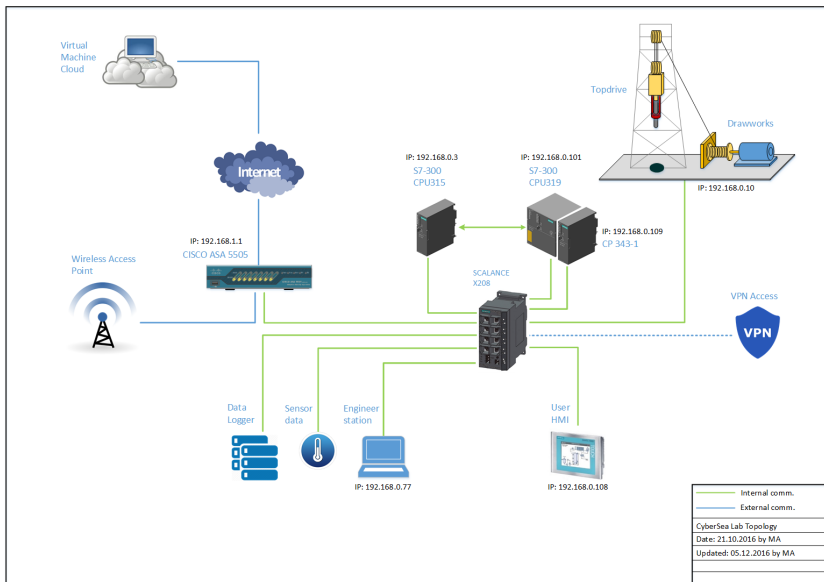 Virtual
Machine
Cloud
Internet
IP: 192.168.1.1
CISCO ASA 5505
Wireless Access
Point
IP: 192.168.0.3
S7-300
CPU315
IP: 192.168.0.101
S7-300
CPU319
IP: 192.168.0.109
CP 343-1
Topdrive
Drawworks
IP: 192.168.0.10
SCALANCE
X208
VPN Access
VPN
Data
Logger
Sensor
data
Engineer
station
IP: 192.168.0.77
User
HMI
IP: 192.168.0.108
Internal comm.
External comm.
CyberSea Lab Topology
Date: 21.10.2016 by MA
Updated: 05.12.2016 by MA